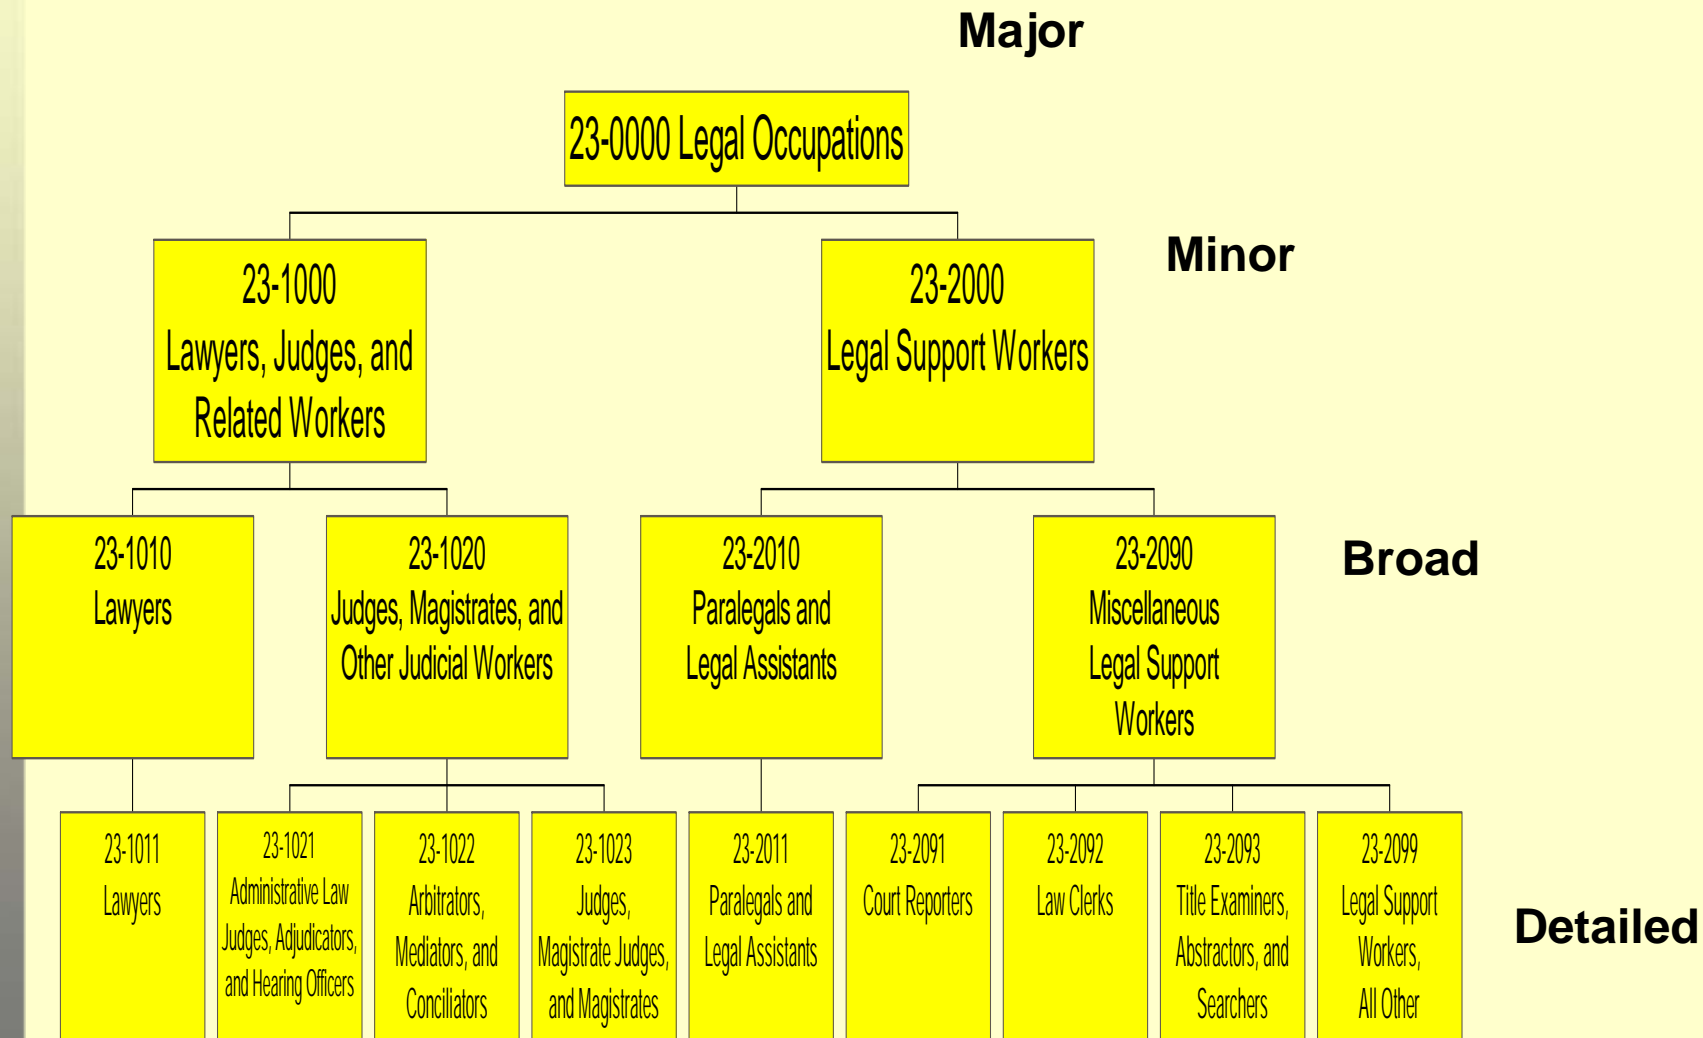 Major
23-0000 Legal Occupations
Minor
23-1000
Lawyers, Judges, and
Related Workers
23-2000
Legal Support Workers
Broad
23-1010
Lawyers
23-1020
Judges, Magistrates, and
Other Judicial Workers
23-2010
Paralegals and
Legal Assistants
23-2090
Miscellaneous
Legal Support
Workers
Detailed
23-1011
Lawyers
23-1021
Administrative Law
Judges, Adjudicators,
and Hearing Officers
23-1022
Arbitrators,
Mediators, and
Conciliators
23-1023
Judges,
Magistrate Judges,
and Magistrates
23-2011
Paralegals and
Legal Assistants
23-2091
Court Reporters
23-2092
Law Clerks
23-2093
Title Examiners,
Abstractors, and
Searchers
23-2099
Legal Support
Workers,
All Other